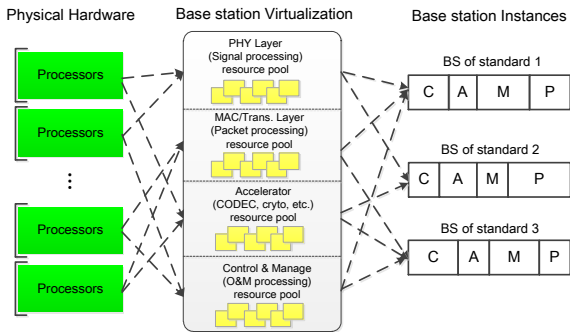 Physical Hardware
Base station Virtualization
Base station Instances
Processors
Processors
...
Processors
Processors
PHY Layer
(Signal processing)
resource pool
MAC/Trans. Layer
(Packet processing)
resource pool
Accelerator
(CODEC, cryto, etc.)
resource pool
Control & Manage
(O&M processing)
resource pool
BS of standard 1
C A M P
BS of standard 2
C A M P
BS of standard 3
C A M P